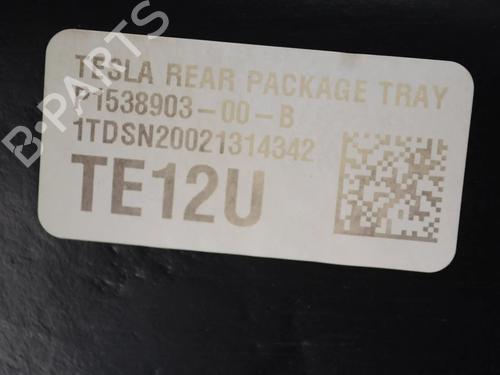 TESLA REAR PACKAGE TRAY
P1538903-00-B
1TDSN20021314342
TE12U
B-PARTS